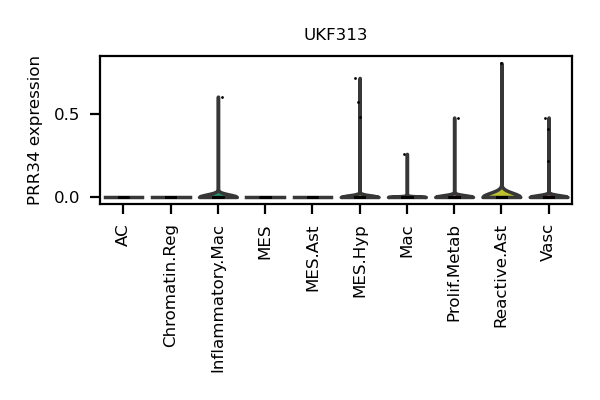 UKF313
PRR34 expression
0.5
0.0
AC
Chromatin.Reg
Inflammatory.Mac
MES
MES.Ast
MES.Hyp
Mac
Prolif.Metab
Reactive.Ast
Vasc